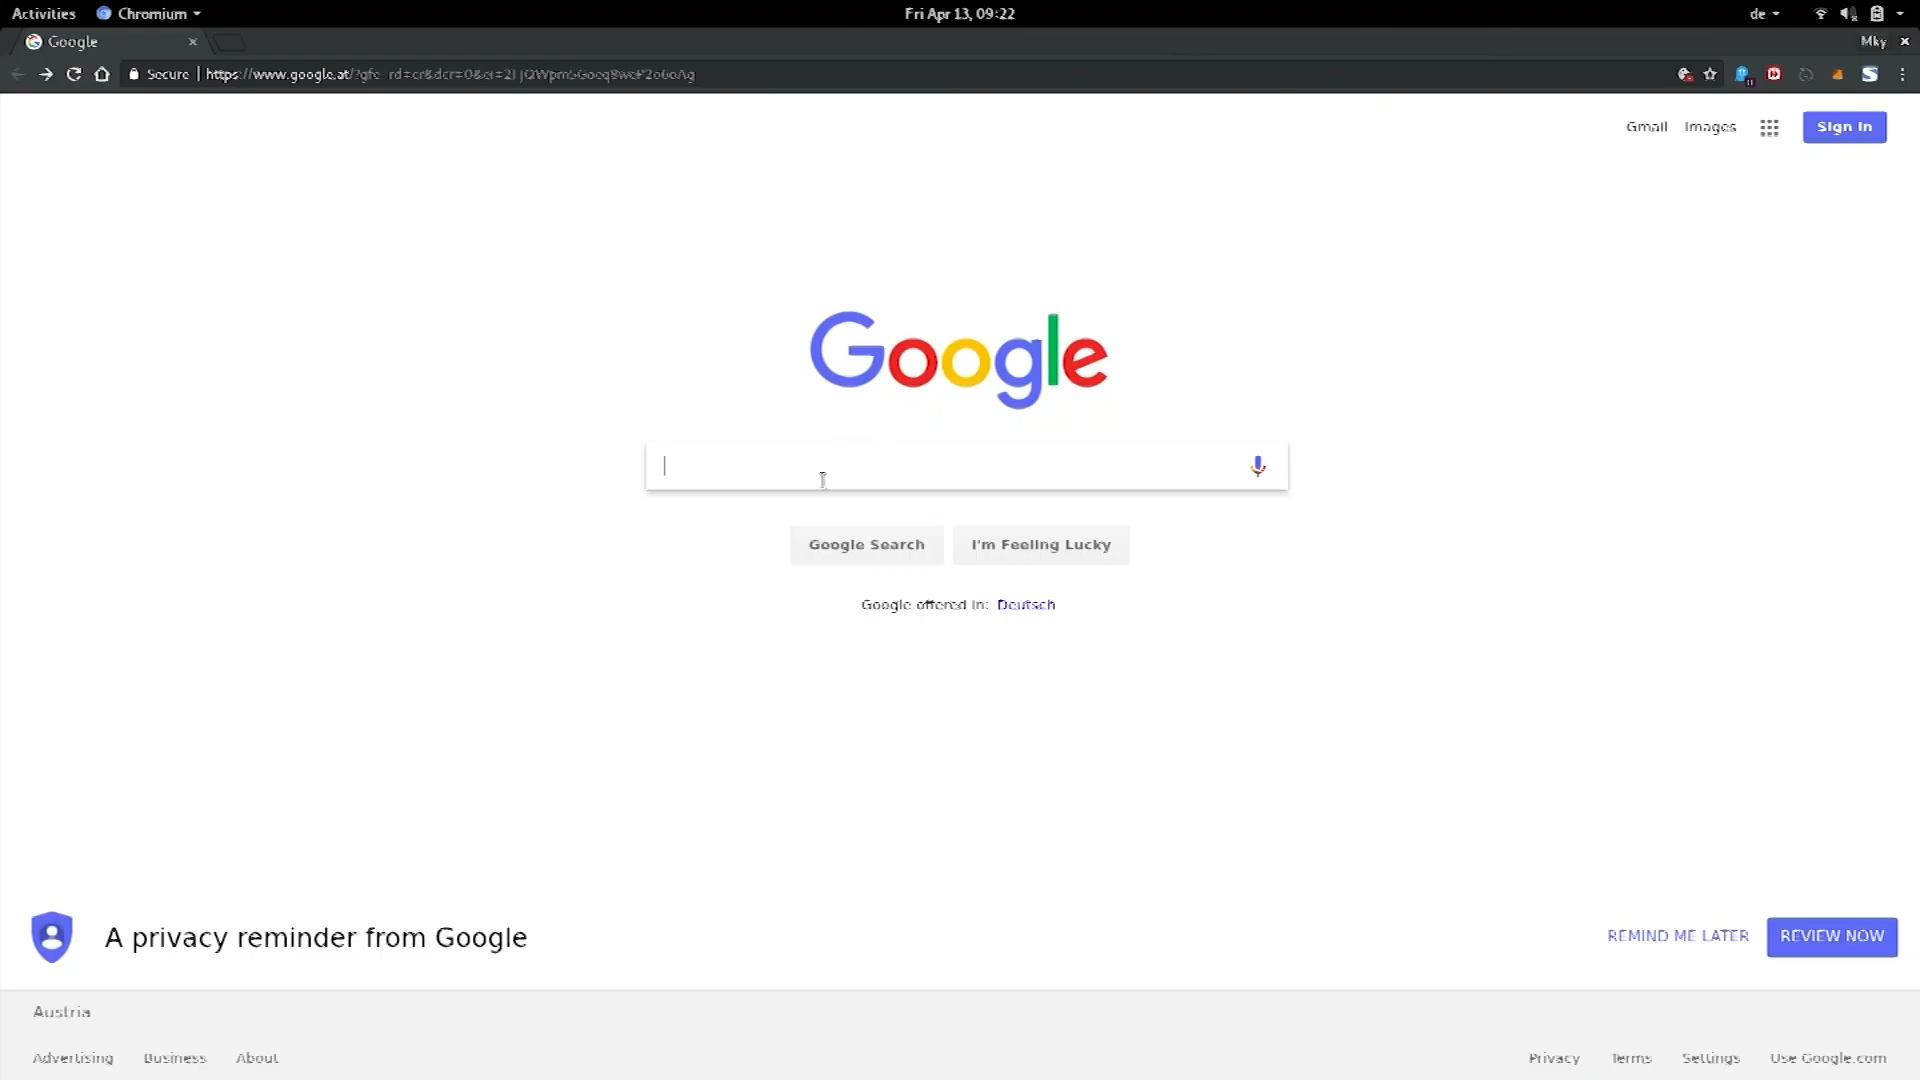 Activities Chromium Fri Apr 13, 09:22 de
Google Mky
Secure https://www.google.at/
Gmail Images Sign in
Google
Google Search I'm Feeling Lucky
Google offered in: Deutsch
A privacy reminder from Google REMIND ME LATER REVIEW NOW
Austria
Advertising Business About Privacy Terms Settings Use Google.com